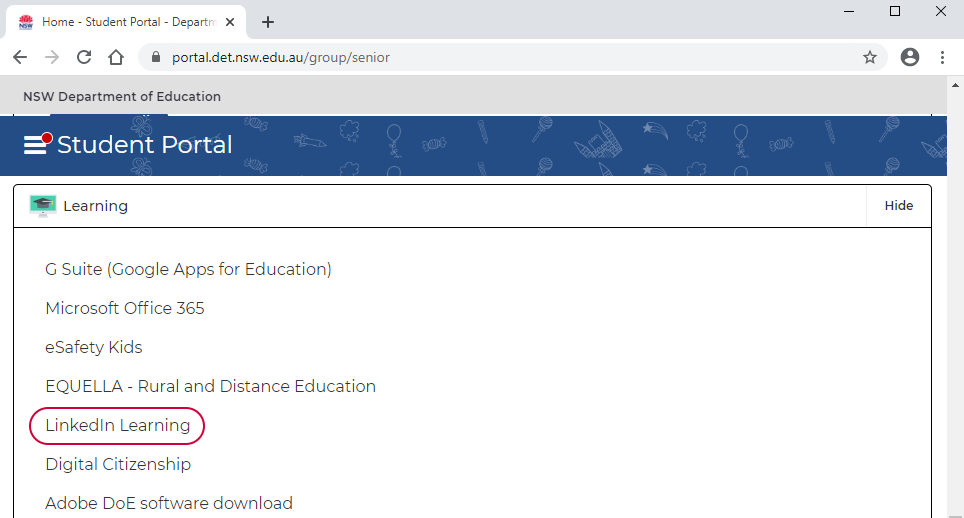 Home - Student Portal - Departm
portal.det.nsw.edu.au/group/senior
NSW Department of Education
Student Portal
Learning
Hide
G Suite (Google Apps for Education)
Microsoft Office 365
eSafety Kids
EQUELLA - Rural and Distance Education
LinkedIn Learning
Digital Citizenship
Adobe DoE software download